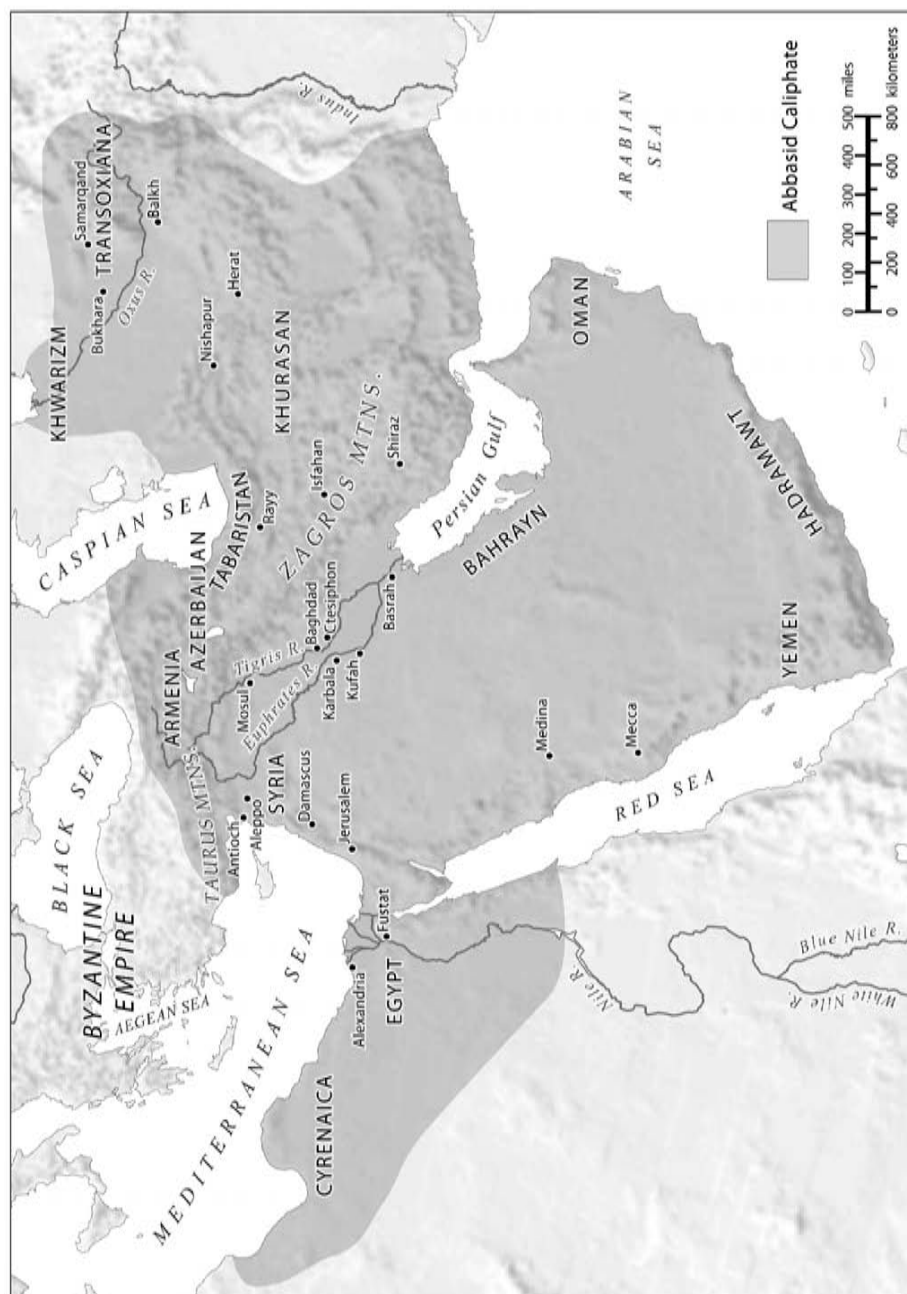 BLACK SEA
CASPIAN SEA
KHWARIZM
Samarqand
TRANSOXIANA
Bukhara
Oxus R.
Balkh
BYZANTINE
EMPIRE
AEGEAN SEA
TAURUS MTNS.
ARMENIA
AZERBAIJAN
TABARISTAN
Rayy
Nishapur
Herat
KHURASAN
Indus R.
MEDITERRANEAN SEA
Antioch
Aleppo
SYRIA
Mosul
Tigris R.
Euphrates R.
Baghdad
Ctesiphon
Karbala
Kufah
Basrah
Damascus
Jerusalem
ZAGROS MTNS.
Isfahan
Shiraz
CYRENAICA
Alexandria
Fustat
EGYPT
Persian Gulf
BAHRAYN
OMAN
ARABIAN
SEA
Medina
Mecca
RED SEA
Nile R.
YEMEN
HADRAMAWT
Blue Nile R.
White Nile
R.
Abbasid Caliphate
0 100 200 300 400 500 miles
0 200 400 600 800 kilometers